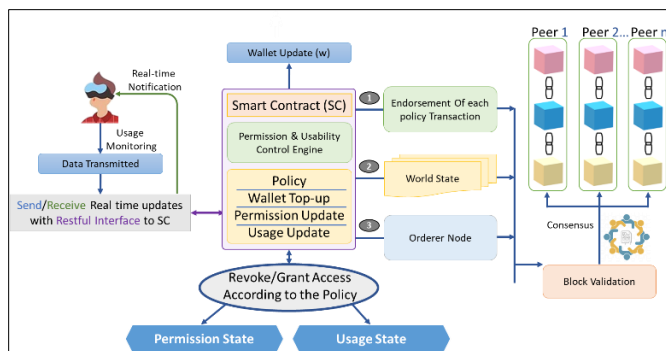 Peer 1
Peer 2...
Peer n
Wallet Update (w)
Real-time
Notification
1
Smart Contract (SC)
Endorsement Of each
policy Transaction
Usage
Monitoring
Permission & Usability
Control Engine
Data Transmitted
2
Policy
Wallet Top-up
Permission Update
Usage Update
World State
Send/Receive Real time updates
with Restful Interface to SC
3
Orderer Node
Consensus
Block Validation
Revoke/Grant Access
According to the Policy
Permission State
Usage State